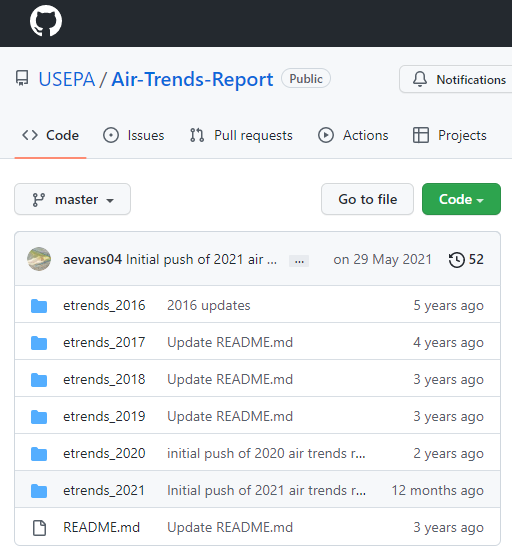 USEPA / Air-Trends-Report Public Notifications
Code Issues Pull requests Actions Projects
master Go to file Code
aevans04 Initial push of 2021 air ... ... on 29 May 2021 52
etrends_2016 2016 updates 5 years ago
etrends_2017 Update README.md 4 years ago
etrends_2018 Update README.md 3 years ago
etrends_2019 Update README.md 3 years ago
etrends_2020 initial push of 2020 air trends r... 2 years ago
etrends_2021 Initial push of 2021 air trends r... 12 months ago
README.md Update README.md 3 years ago